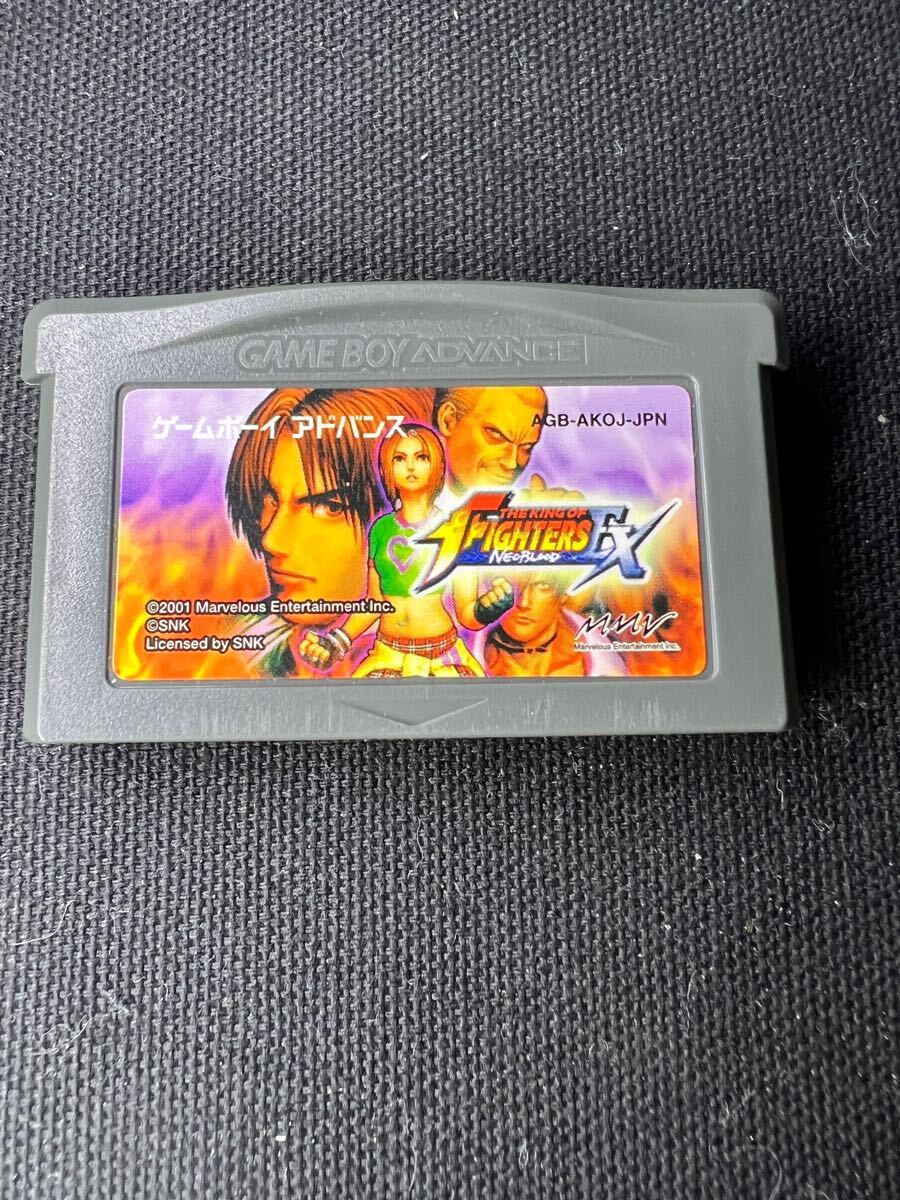 GAME BOY ADVANCE
ゲームボーイ アドバンス
AGB-AKOJ-JPN
THE KING OF
FIGHTERS EX
NEOBLOOD
©2001 Marvelous Entertainment Inc.
©SNK
Licensed by SNK
MMV
Marvelous Entertainment Inc.